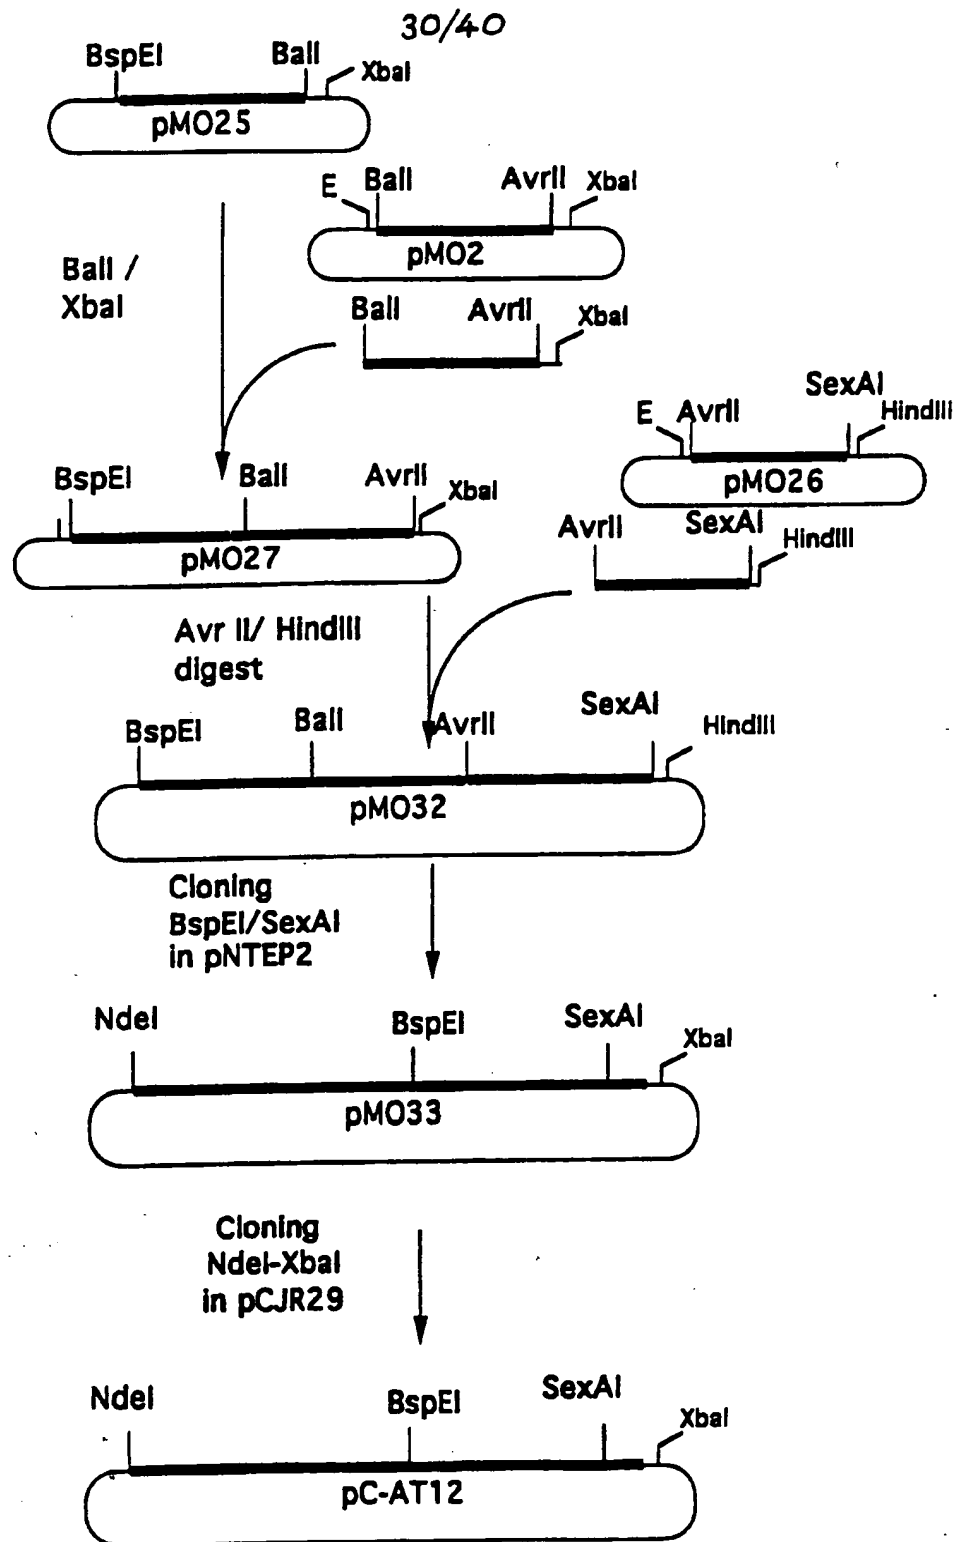 30/40
BspEI BalI XbaI
pMO25
E BalI AvrII XbaI
pMO2
BalI /
XbaI
BalI AvrII XbaI
SexAI
E AvrII HindIII
pMO26
BspEI BalI AvrII XbaI
pMO27
AvrII SexAI HindIII
Avr II/ HindIII
digest
BspEI BalI AvrII SexAI HindIII
pMO32
Cloning
BspEI/SexAI
in pNTEP2
NdeI BspEI SexAI XbaI
pMO33
Cloning
NdeI-XbaI
in pCJR29
NdeI BspEI SexAI XbaI
pC-AT12